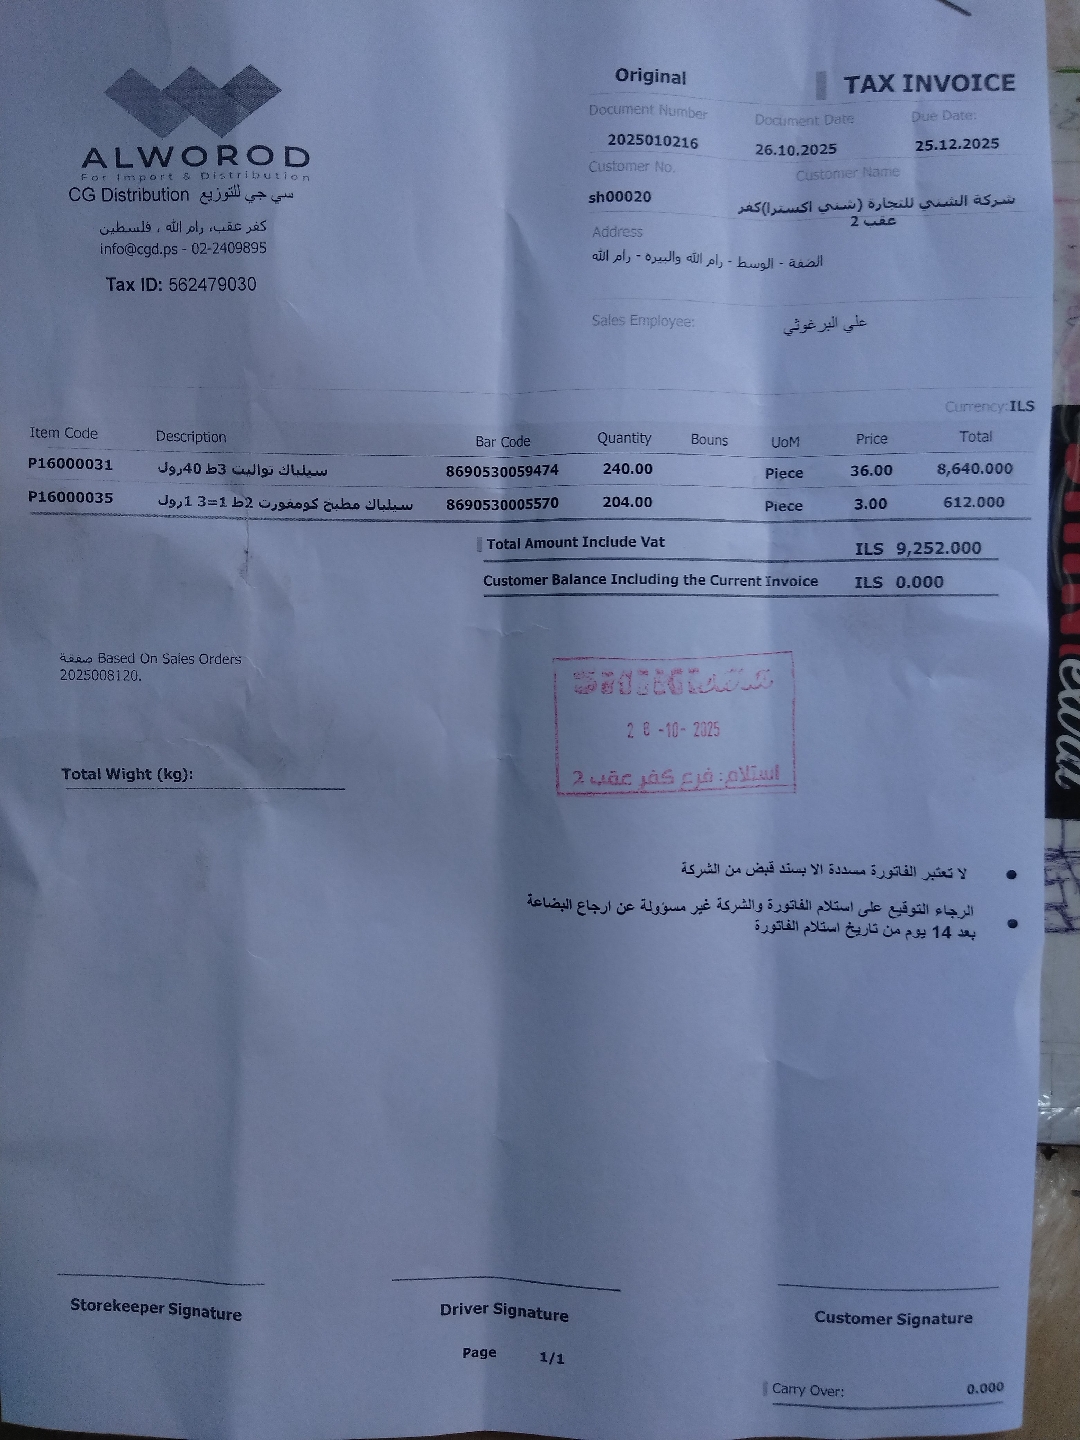 ALWOROD
For Import & Distribution
CG Distribution سي جي للتوزيع
كفر عقب، رام الله ، فلسطين
info@cgd.ps - 02-2409895
Tax ID: 562479030
Original
TAX INVOICE
Document Number
Document Date
Due Date:
2025010216
26.10.2025
25.12.2025
Customer No.
Customer Name
sh00020
شركة الشني للتجارة (شني اكسترا)كفر
عقب 2
Address
الضفة - الوسط - رام الله والبيره - رام الله
Sales Employee:
علي البرغوثي
Currency:ILS
Item Code Description Bar Code Quantity Bouns UoM Price Total
P16000031 سيلباك تواليت 3ط 40رول 8690530059474 240.00 Piece 36.00 8,640.000
P16000035 سيلباك مطبخ كومفورت 2ط 1=3 1رول 8690530005570 204.00 Piece 3.00 612.000
Total Amount Include Vat ILS 9,252.000
Customer Balance Including the Current Invoice ILS 0.000
صفقة Based On Sales Orders
2025008120.
-10- 2025
استلام: فرع كفر عقب 2
Total Wight (kg):
لا تعتبر الفاتورة مسددة الا بسند قبض من الشركة
الرجاء التوقيع على استلام الفاتورة والشركة غير مسؤولة عن ارجاع البضاعة
بعد 14 يوم من تاريخ استلام الفاتورة
Storekeeper Signature
Driver Signature
Customer Signature
Page 1/1
Carry Over: 0.000